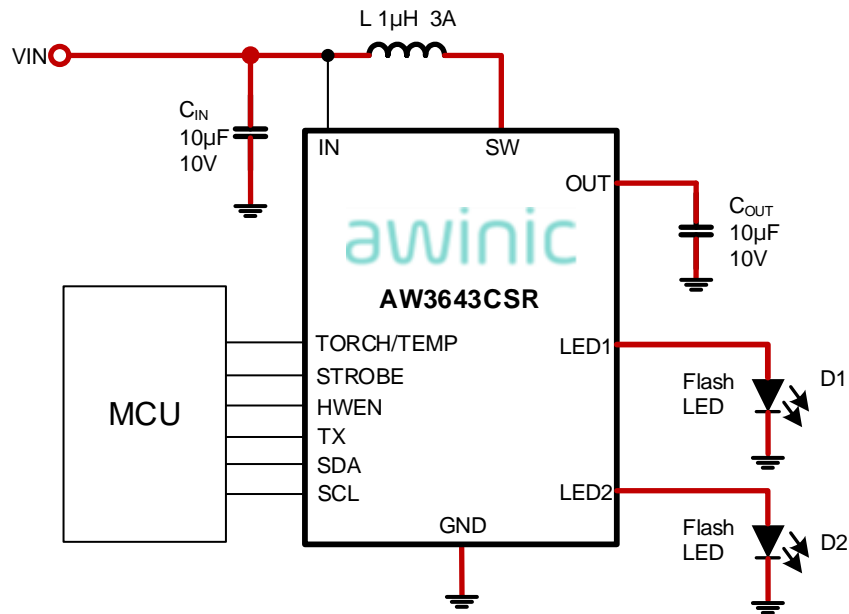 L 1µH 3A
VIN
CIN
10µF
10V
IN
SW
OUT
COUT
10µF
10V
awinic
AW3643CSR
MCU
TORCH/TEMP
STROBE
HWEN
TX
SDA
SCL
LED1
Flash
LED
D1
LED2
Flash
LED
D2
GND